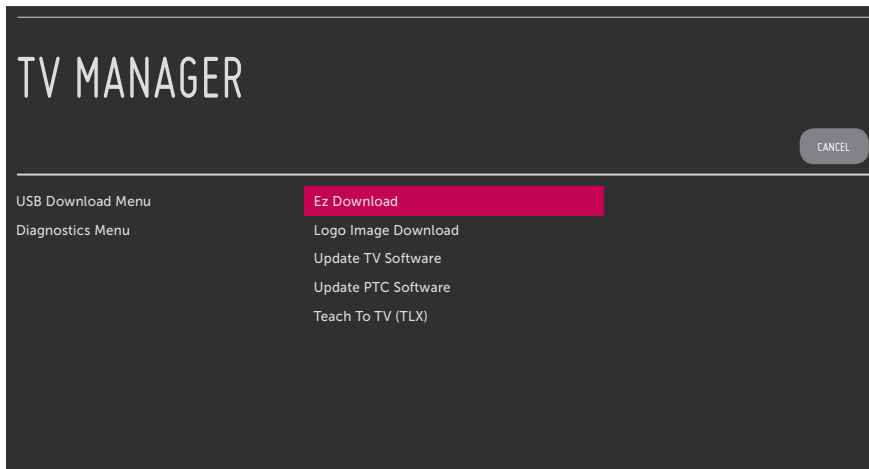 TV MANAGER
CANCEL
USB Download Menu
Diagnostics Menu
Ez Download
Logo Image Download
Update TV Software
Update PTC Software
Teach To TV (TLX)